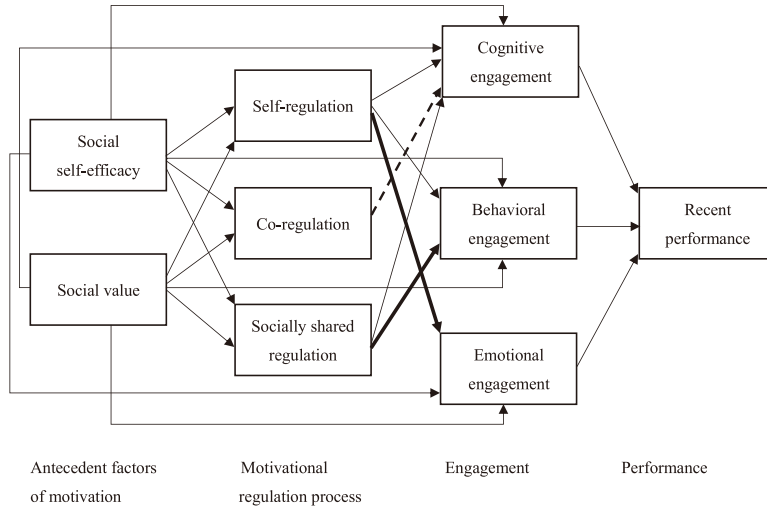 Cognitive
engagement
Self-regulation
Social
self-efficacy
Co-regulation
Behavioral
engagement
Recent
performance
Social value
Socially shared
regulation
Emotional
engagement
Antecedent factors
of motivation
Motivational
regulation process
Engagement
Performance